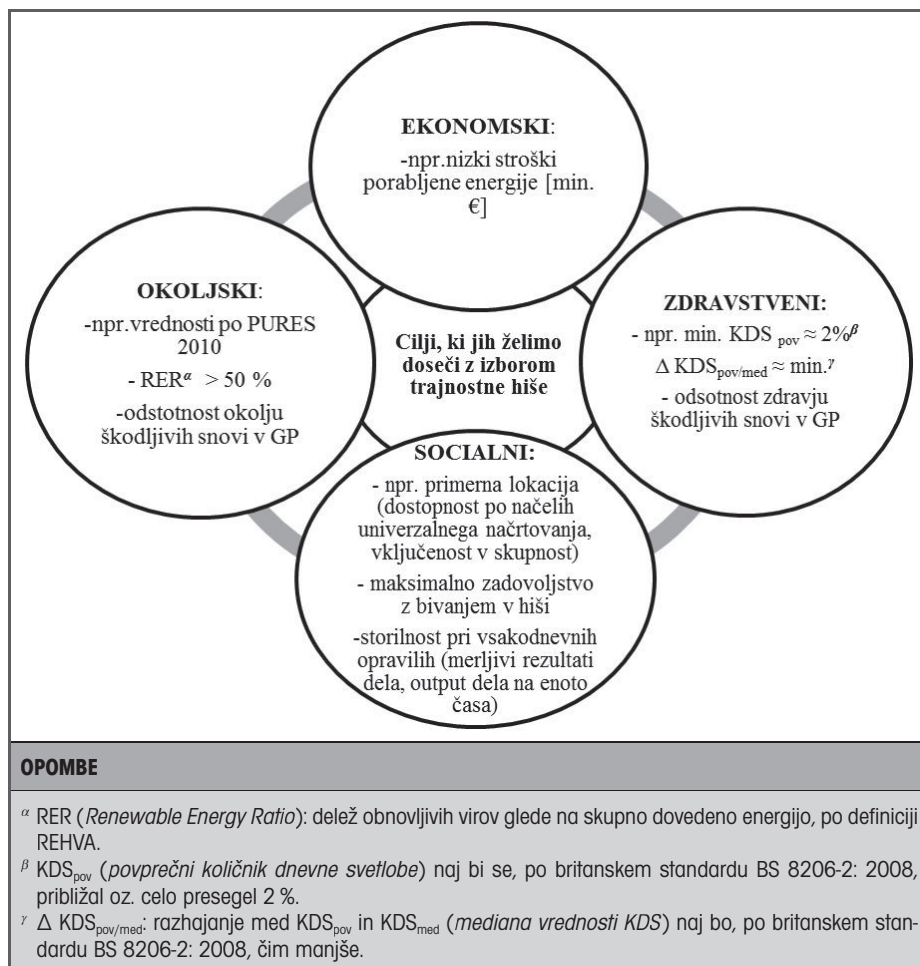 EKONOMSKI:
-npr.nizki stroški
porabljene energije [min.
€]
OKOLJSKI:
-npr.vrednosti po PURES
2010
- RERᵅ > 50 %
-odstotnost okolju
škodljivih snovi v GP
Cilji, ki jih želimo
doseči z izborom
trajnostne hiše
ZDRAVSTVENI:
- npr. min. KDS pov ≈ 2%ᵝ
Δ KDSpov/med ≈ min.ᵞ
- odsotnost zdravju
škodljivih snovi v GP
SOCIALNI:
- npr. primerna lokacija
(dostopnost po načelih
univerzalnega načrtovanja,
vključenost v skupnost)
- maksimalno zadovoljstvo
z bivanjem v hiši
-storilnost pri vsakodnevnih
opravilih (merljivi rezultati
dela, output dela na enoto
časa)
OPOMBE
ᵅ RER (Renewable Energy Ratio): delež obnovljivih virov glede na skupno dovedeno energijo, po definiciji
REHVA.
ᵝ KDSpov (povprečni količnik dnevne svetlobe) naj bi se, po britanskem standardu BS 8206-2: 2008,
približal oz. celo presegel 2 %.
ᵞ Δ KDSpov/med: razhajanje med KDSpov in KDSmed (mediana vrednosti KDS) naj bo, po britanskem stan-
dardu BS 8206-2: 2008, čim manjše.